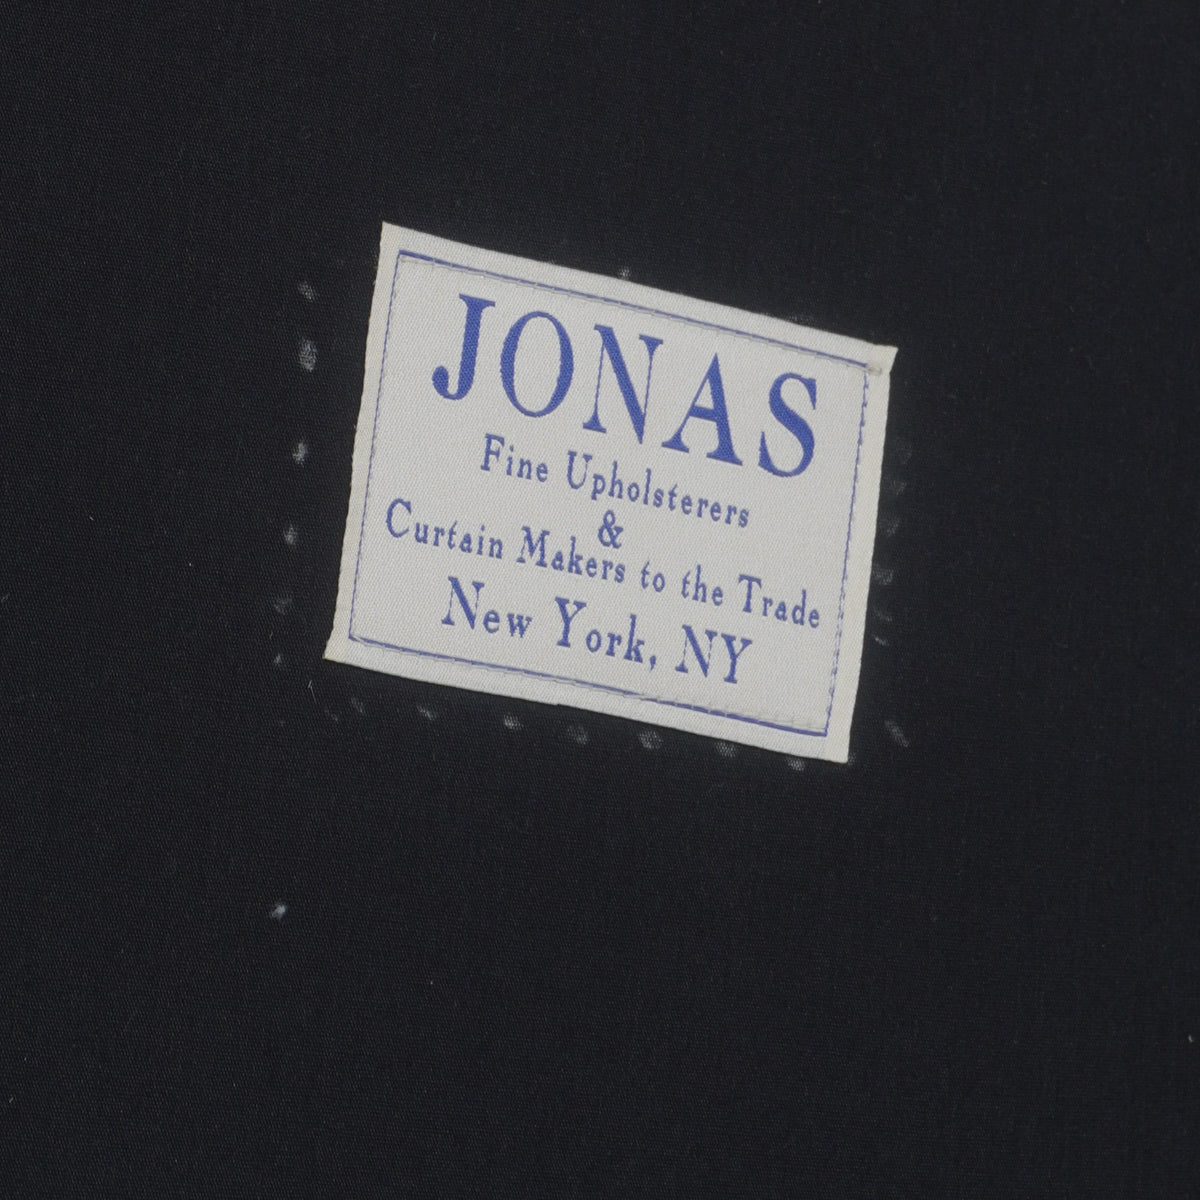 JONAS
Fine Upholsterers
&
Curtain Makers to the Trade
New York, NY